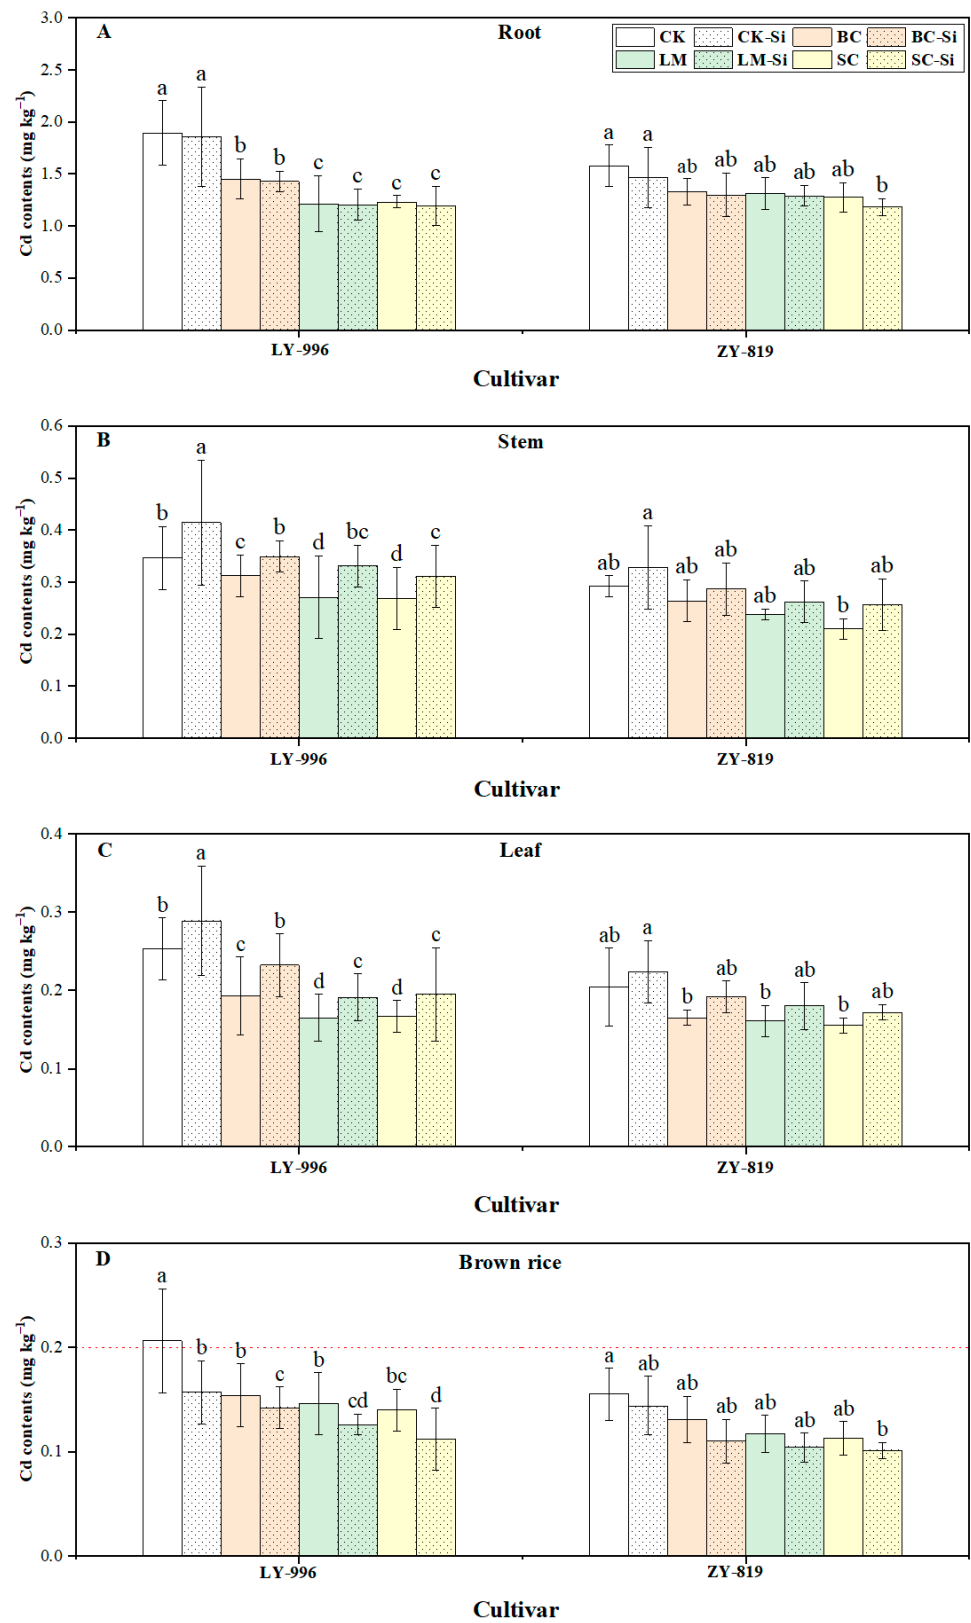 A Root
CK CK-Si BC BC-Si
LM LM-Si SC SC-Si
3.0
2.5
2.0
1.5
1.0
0.5
0.0
Cd contents (mg kg⁻¹)
a a b b c c c c
a a ab ab ab ab ab b
LY-996 ZY-819
Cultivar
B Stem
0.6
0.5
0.4
0.3
0.2
0.1
0.0
Cd contents (mg kg⁻¹)
b a c b d bc d c
ab a ab ab ab ab b ab
LY-996 ZY-819
Cultivar
C Leaf
0.4
0.3
0.2
0.1
0.0
Cd contents (mg kg⁻¹)
b a c b d c d c
ab a b ab b ab b ab
LY-996 ZY-819
Cultivar
D Brown rice
0.3
0.2
0.1
0.0
Cd contents (mg kg⁻¹)
a b b c b cd bc d
a ab ab ab ab ab ab b
LY-996 ZY-819
Cultivar